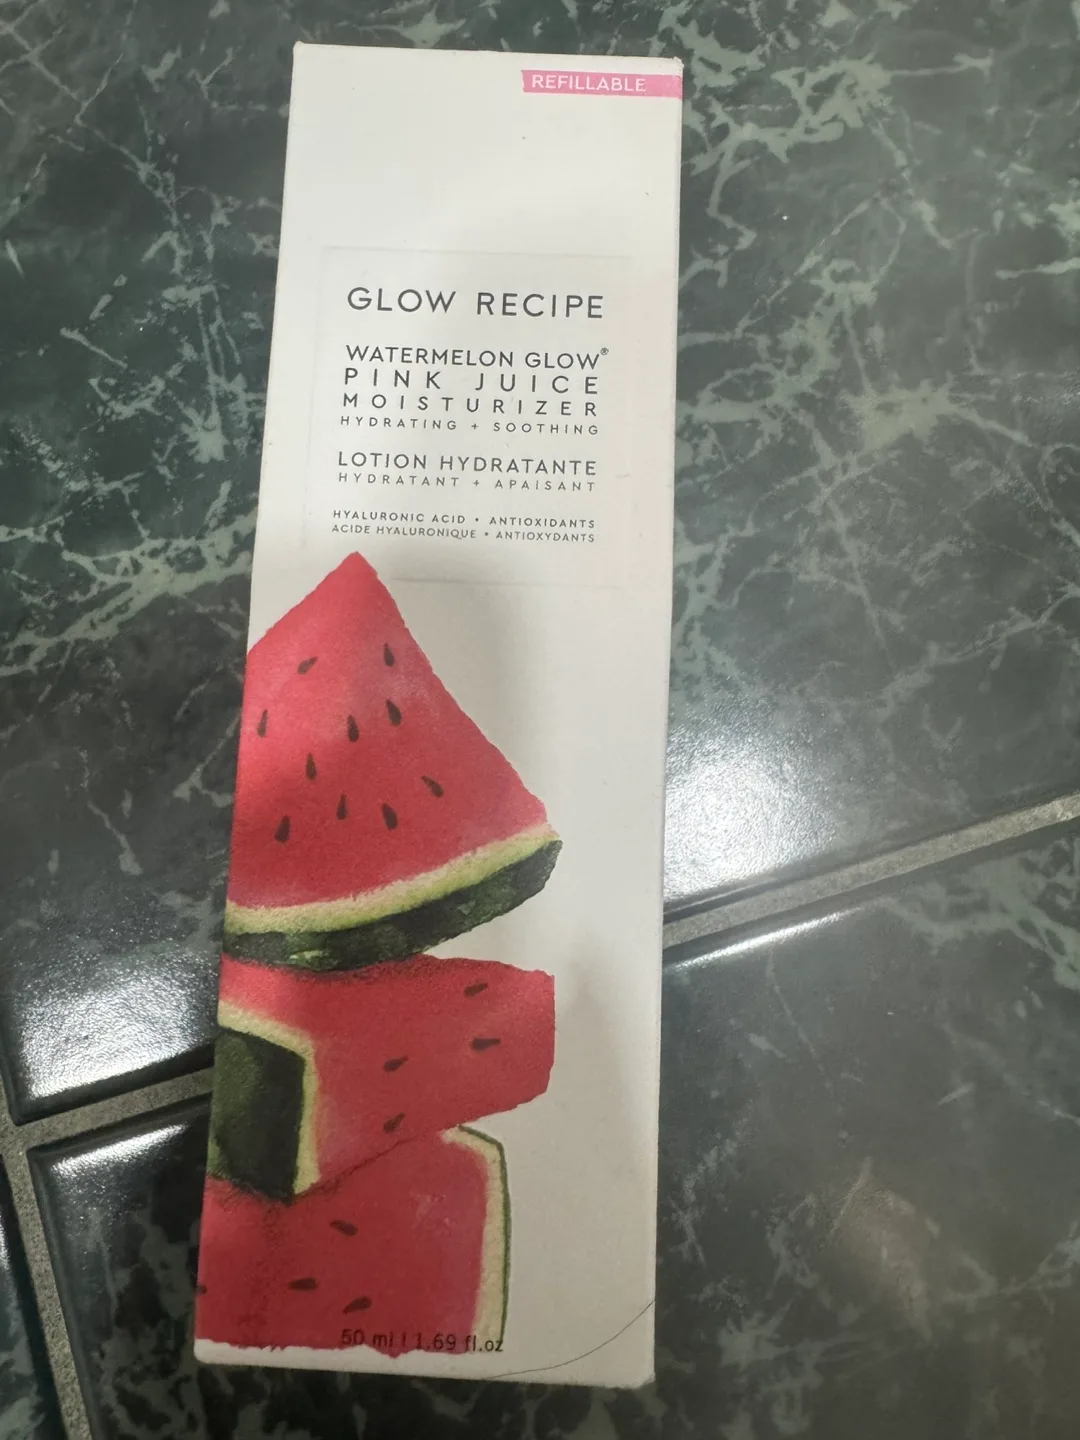 REFILLABLE
GLOW RECIPE
WATERMELON GLOW®
PINK JUICE
MOISTURIZER
HYDRATING + SOOTHING
LOTION HYDRATANTE
HYDRATANT + APAISANT
HYALURONIC ACID • ANTIOXIDANTS
ACIDE HYALURONIQUE • ANTIOXYDANTS
50 ml | 1.69 fl.oz